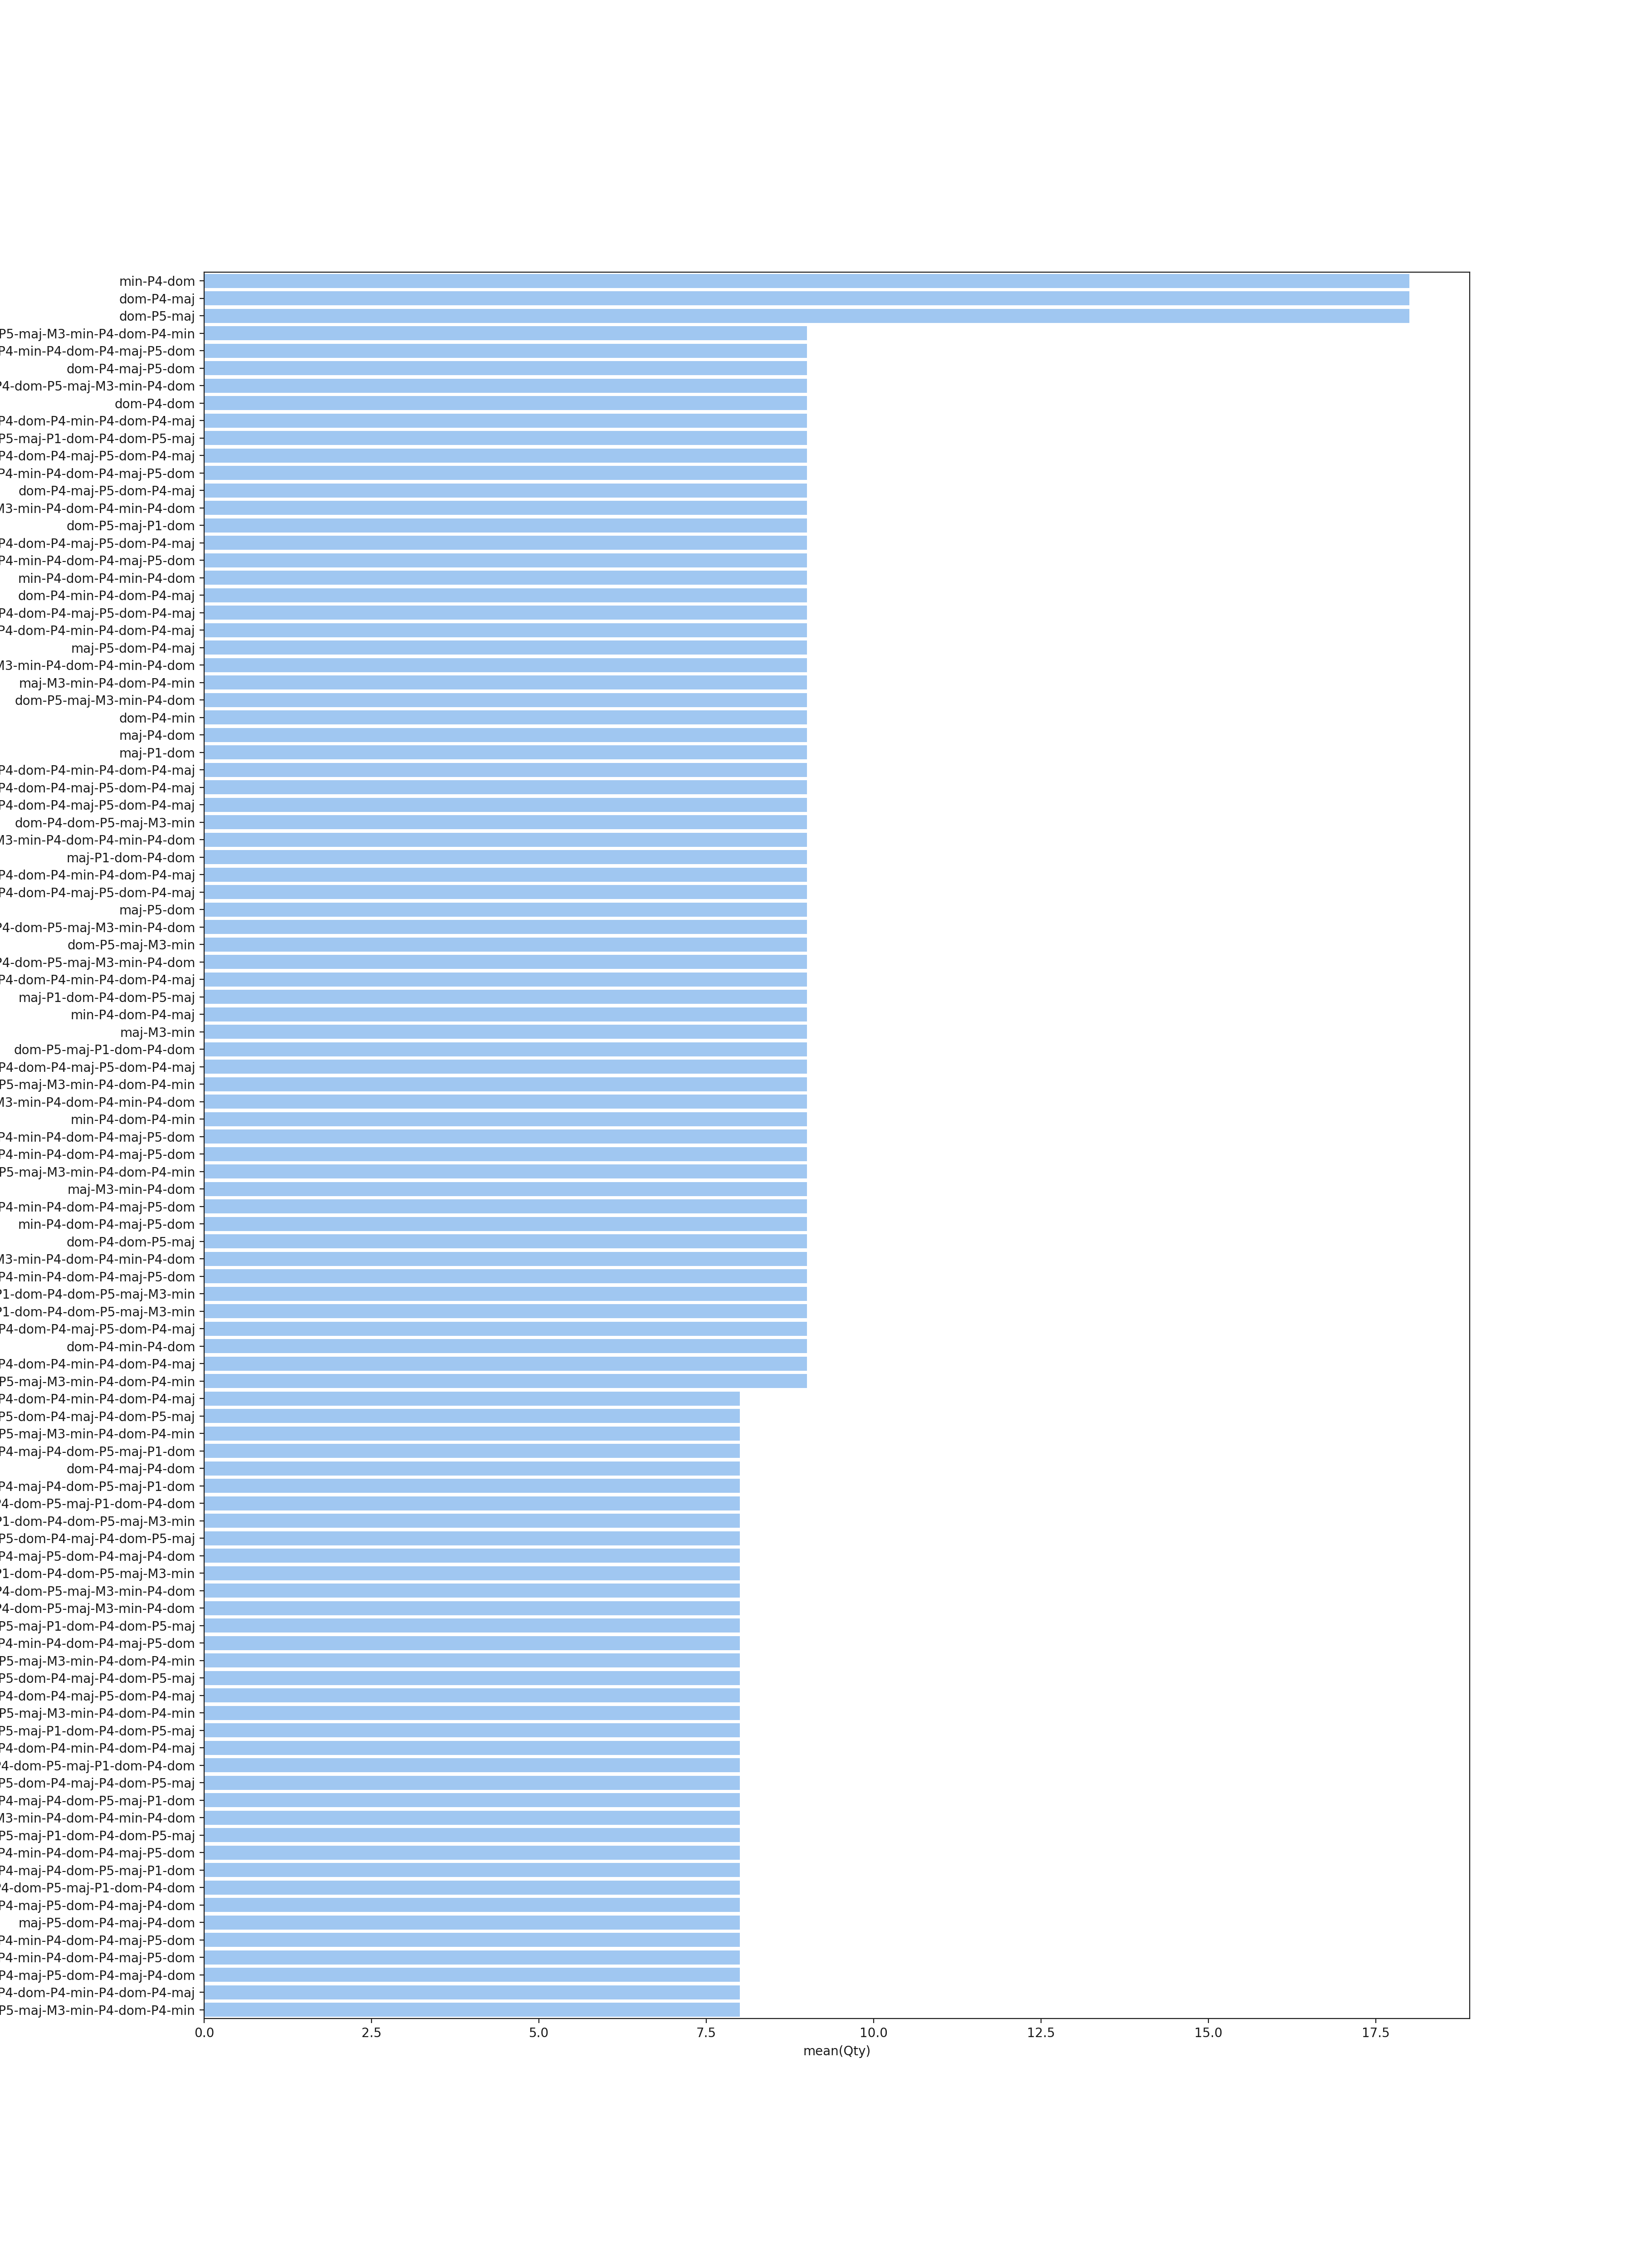 min-P4-dom
dom-P4-maj
dom-P5-maj
P5-maj-M3-min-P4-dom-P4-min
P4-min-P4-dom-P4-maj-P5-dom
dom-P4-maj-P5-dom
P4-dom-P5-maj-M3-min-P4-dom
dom-P4-dom
P4-dom-P4-min-P4-dom-P4-maj
P5-maj-P1-dom-P4-dom-P5-maj
P4-dom-P4-maj-P5-dom-P4-maj
P4-min-P4-dom-P4-maj-P5-dom
dom-P4-maj-P5-dom-P4-maj
M3-min-P4-dom-P4-min-P4-dom
dom-P5-maj-P1-dom
P4-dom-P4-maj-P5-dom-P4-maj
P4-min-P4-dom-P4-maj-P5-dom
min-P4-dom-P4-min-P4-dom
dom-P4-min-P4-dom-P4-maj
P4-dom-P4-maj-P5-dom-P4-maj
P4-dom-P4-min-P4-dom-P4-maj
maj-P5-dom-P4-maj
M3-min-P4-dom-P4-min-P4-dom
maj-M3-min-P4-dom-P4-min
dom-P5-maj-M3-min-P4-dom
dom-P4-min
maj-P4-dom
maj-P1-dom
P4-dom-P4-min-P4-dom-P4-maj
P4-dom-P4-maj-P5-dom-P4-maj
P4-dom-P4-maj-P5-dom-P4-maj
dom-P4-dom-P5-maj-M3-min
M3-min-P4-dom-P4-min-P4-dom
maj-P1-dom-P4-dom
P4-dom-P4-min-P4-dom-P4-maj
P4-dom-P4-maj-P5-dom-P4-maj
maj-P5-dom
P4-dom-P5-maj-M3-min-P4-dom
dom-P5-maj-M3-min
P4-dom-P5-maj-M3-min-P4-dom
P4-dom-P4-min-P4-dom-P4-maj
maj-P1-dom-P4-dom-P5-maj
min-P4-dom-P4-maj
maj-M3-min
dom-P5-maj-P1-dom-P4-dom
P4-dom-P4-maj-P5-dom-P4-maj
P5-maj-M3-min-P4-dom-P4-min
M3-min-P4-dom-P4-min-P4-dom
min-P4-dom-P4-min
P4-min-P4-dom-P4-maj-P5-dom
P4-min-P4-dom-P4-maj-P5-dom
P5-maj-M3-min-P4-dom-P4-min
maj-M3-min-P4-dom
P4-min-P4-dom-P4-maj-P5-dom
min-P4-dom-P4-maj-P5-dom
dom-P4-dom-P5-maj
M3-min-P4-dom-P4-min-P4-dom
P4-min-P4-dom-P4-maj-P5-dom
P1-dom-P4-dom-P5-maj-M3-min
P1-dom-P4-dom-P5-maj-M3-min
P4-dom-P4-maj-P5-dom-P4-maj
dom-P4-min-P4-dom
P4-dom-P4-min-P4-dom-P4-maj
P5-maj-M3-min-P4-dom-P4-min
P4-dom-P4-min-P4-dom-P4-maj
P5-dom-P4-maj-P4-dom-P5-maj
P5-maj-M3-min-P4-dom-P4-min
P4-maj-P4-dom-P5-maj-P1-dom
dom-P4-maj-P4-dom
P4-maj-P4-dom-P5-maj-P1-dom
P4-dom-P5-maj-P1-dom-P4-dom
P1-dom-P4-dom-P5-maj-M3-min
P5-dom-P4-maj-P4-dom-P5-maj
P4-maj-P5-dom-P4-maj-P4-dom
P1-dom-P4-dom-P5-maj-M3-min
P4-dom-P5-maj-M3-min-P4-dom
P4-dom-P5-maj-M3-min-P4-dom
P5-maj-P1-dom-P4-dom-P5-maj
P4-min-P4-dom-P4-maj-P5-dom
P5-maj-M3-min-P4-dom-P4-min
P5-dom-P4-maj-P4-dom-P5-maj
P4-dom-P4-maj-P5-dom-P4-maj
P5-maj-M3-min-P4-dom-P4-min
P5-maj-P1-dom-P4-dom-P5-maj
P4-dom-P4-min-P4-dom-P4-maj
P4-dom-P5-maj-P1-dom-P4-dom
P5-dom-P4-maj-P4-dom-P5-maj
P4-maj-P4-dom-P5-maj-P1-dom
M3-min-P4-dom-P4-min-P4-dom
P5-maj-P1-dom-P4-dom-P5-maj
P4-min-P4-dom-P4-maj-P5-dom
P4-maj-P4-dom-P5-maj-P1-dom
P4-dom-P5-maj-P1-dom-P4-dom
P4-maj-P5-dom-P4-maj-P4-dom
maj-P5-dom-P4-maj-P4-dom
P4-min-P4-dom-P4-maj-P5-dom
P4-min-P4-dom-P4-maj-P5-dom
P4-maj-P5-dom-P4-maj-P4-dom
P4-dom-P4-min-P4-dom-P4-maj
P5-maj-M3-min-P4-dom-P4-min
0.0 2.5 5.0 7.5 10.0 12.5 15.0 17.5
mean(Qty)